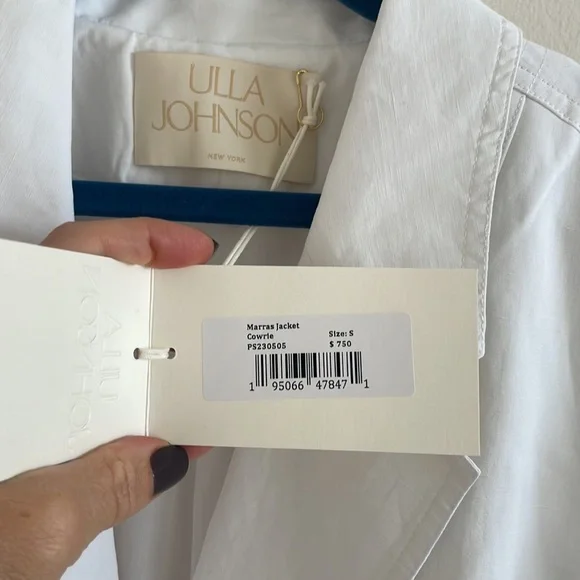 ULLA
JOHNSON
NEW YORK
Marras Jacket
Cowrie Size: S
PS230505 $ 750
1 95066 47847 1